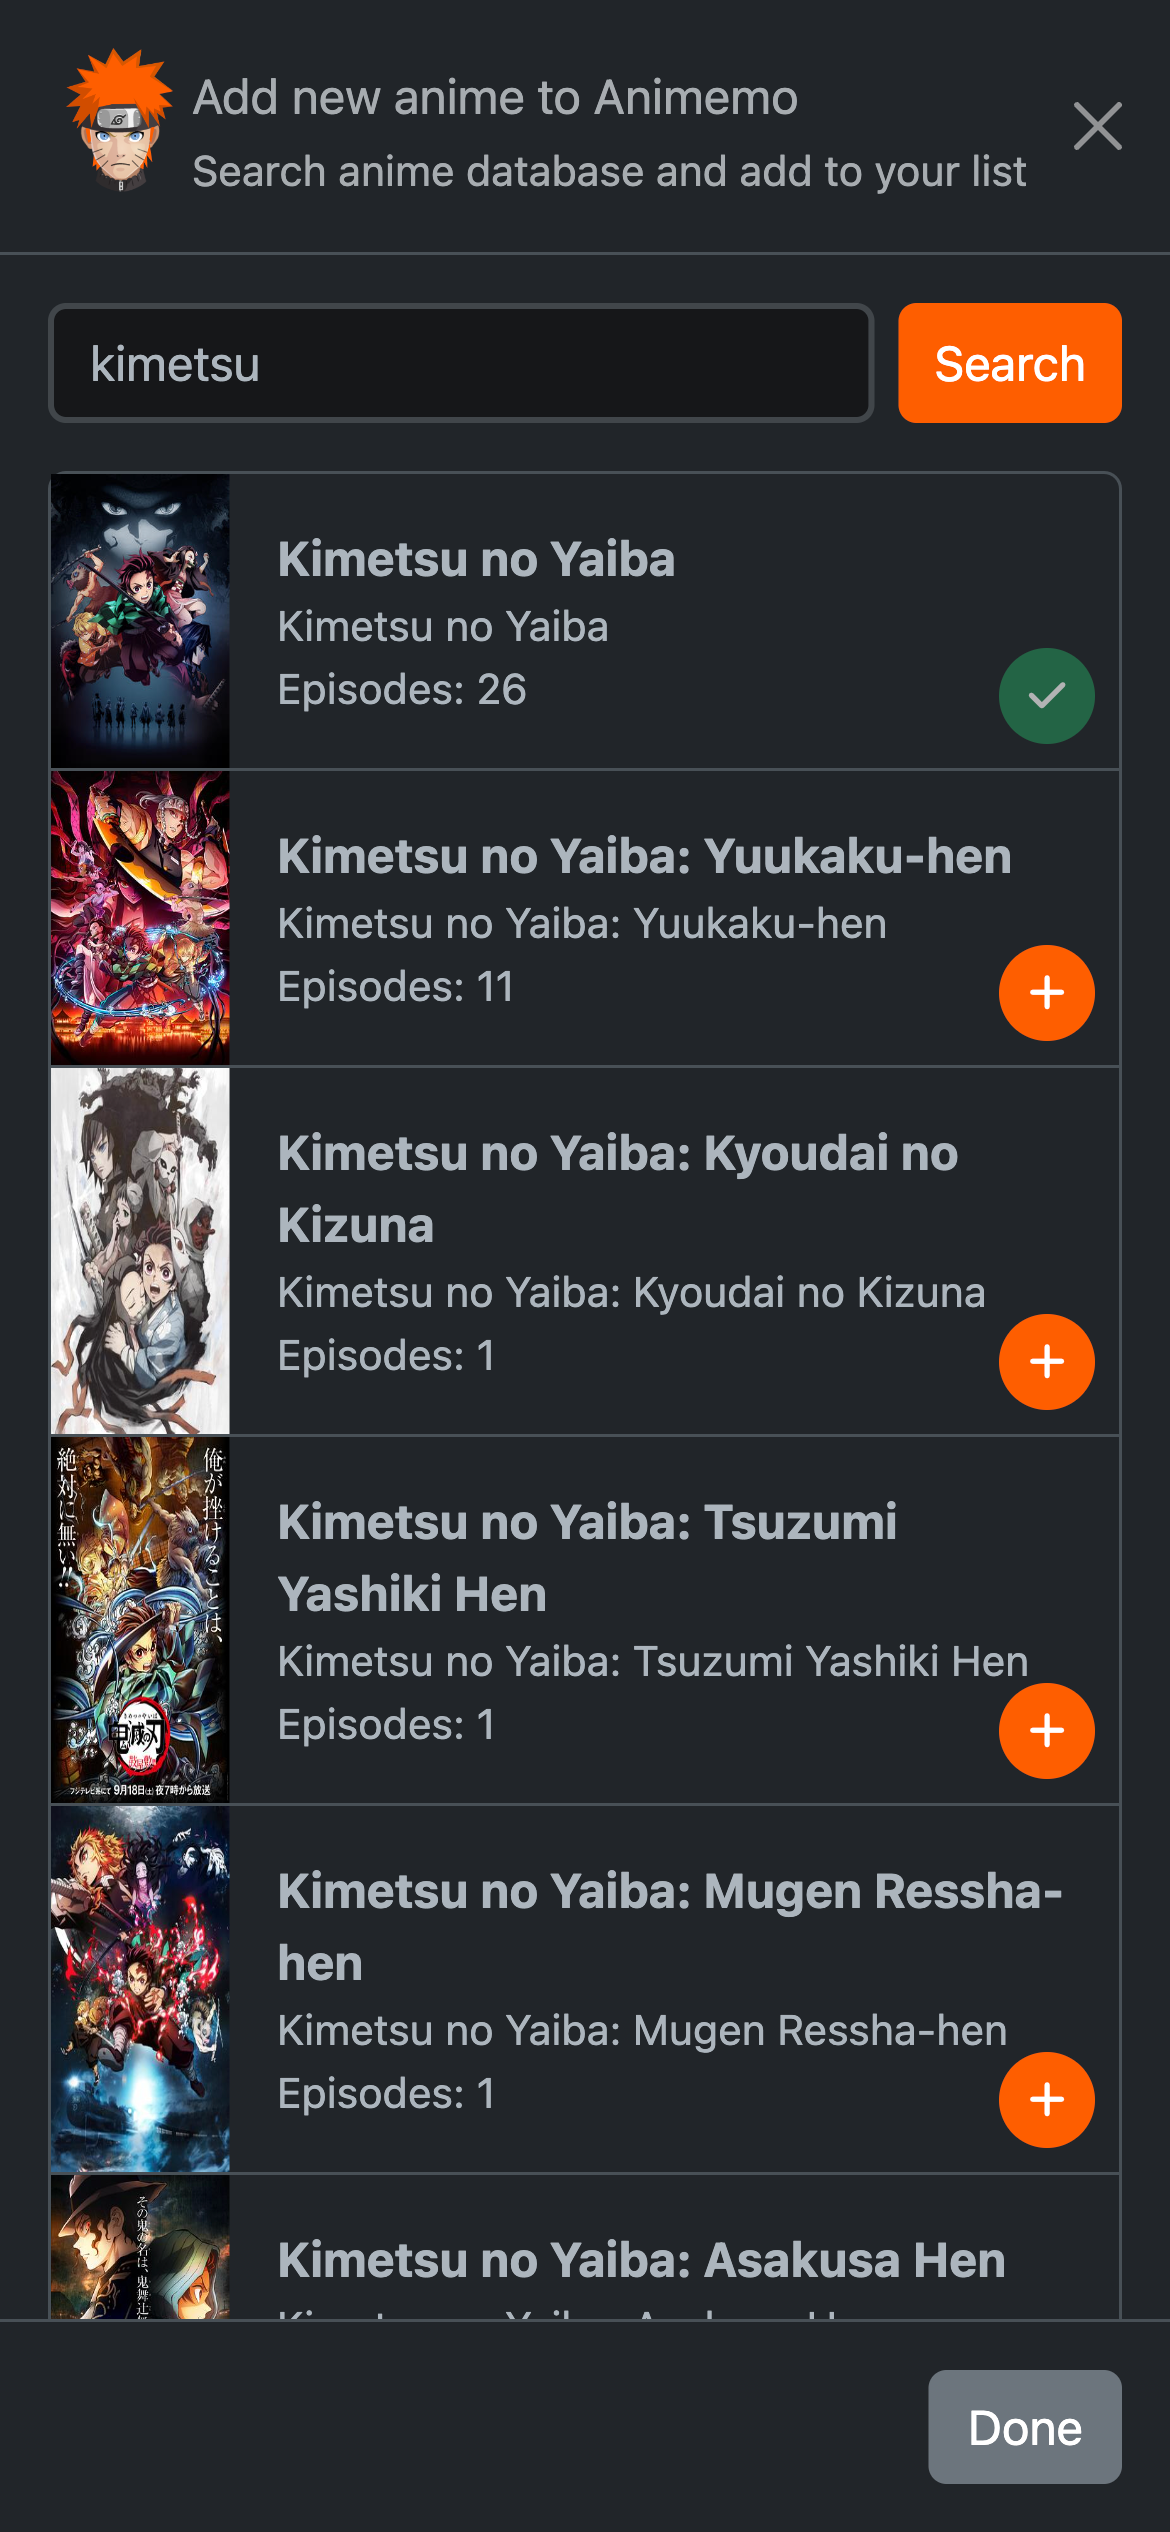 Add new anime to Animemo
Search anime database and add to your list
kimetsu
Search
Kimetsu no Yaiba
Kimetsu no Yaiba
Episodes: 26
Kimetsu no Yaiba: Yuukaku-hen
Kimetsu no Yaiba: Yuukaku-hen
Episodes: 11
Kimetsu no Yaiba: Kyoudai no
Kizuna
Kimetsu no Yaiba: Kyoudai no Kizuna
Episodes: 1
俺が挫けることは、
絶対に無い!!
鬼滅の刃
フジテレビ系にて 9月18日(土) 夜7時から放送
Kimetsu no Yaiba: Tsuzumi
Yashiki Hen
Kimetsu no Yaiba: Tsuzumi Yashiki Hen
Episodes: 1
Kimetsu no Yaiba: Mugen Ressha-
hen
Kimetsu no Yaiba: Mugen Ressha-hen
Episodes: 1
その鬼の名は、鬼舞辻
Kimetsu no Yaiba: Asakusa Hen
Done